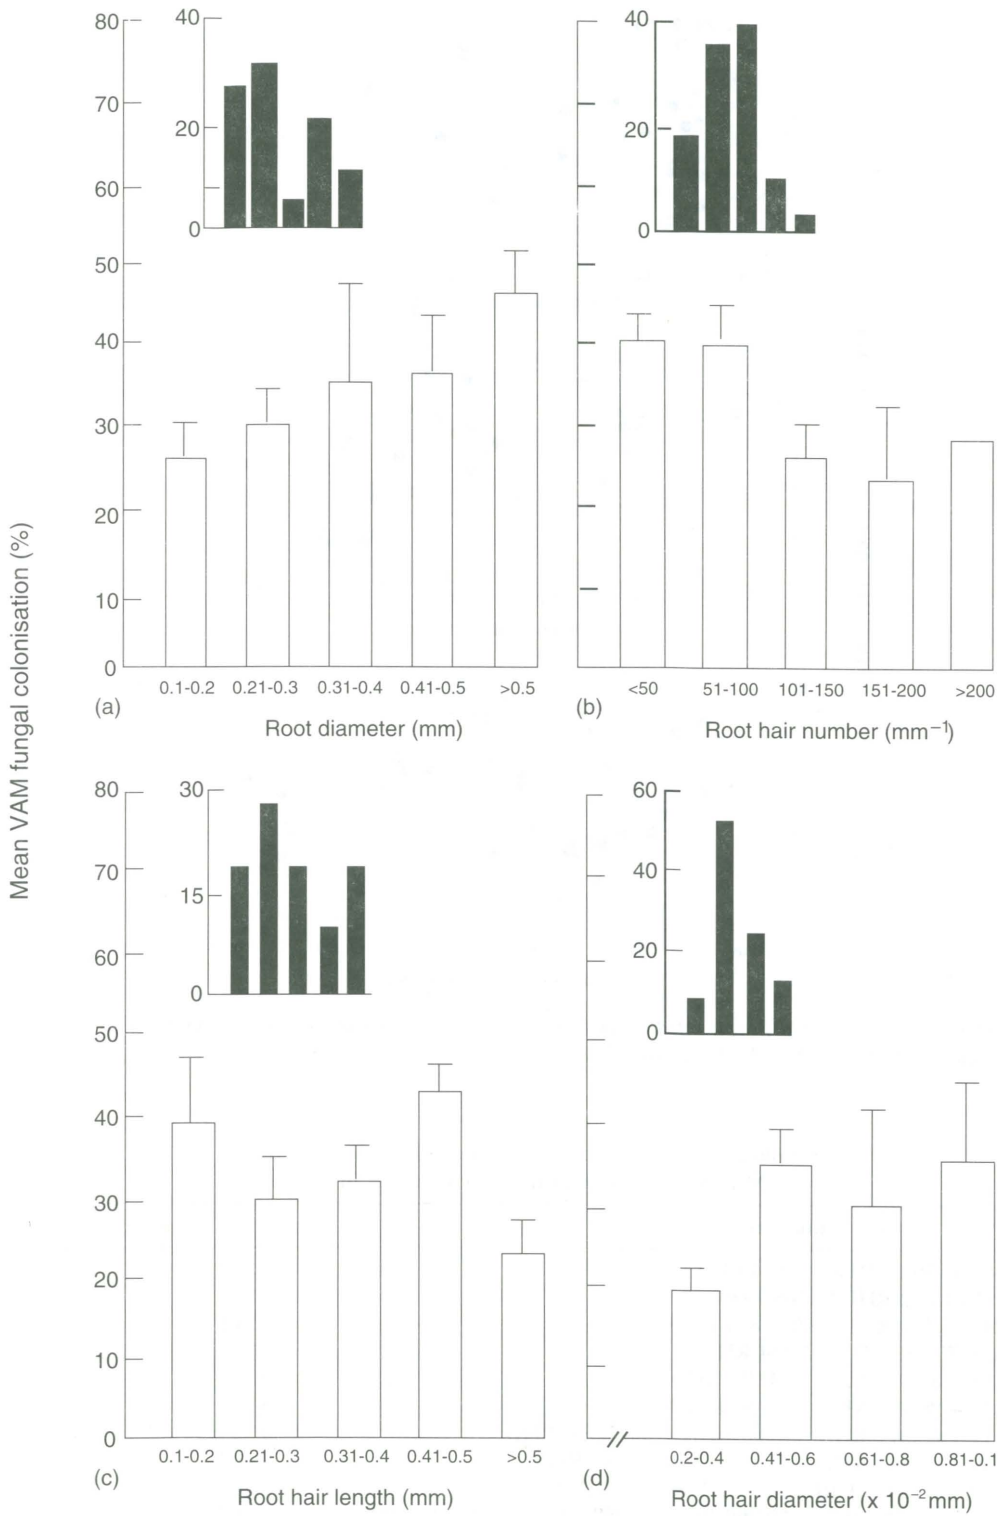 Mean VAM fungal colonisation (%)
80
70
60
50
40
30
20
10
0
40
20
0
0.1-0.2 0.21-0.3 0.31-0.4 0.41-0.5 >0.5
(a)
Root diameter (mm)
40
20
0
<50 51-100 101-150 151-200 >200
(b)
Root hair number (mm⁻¹)
80
70
60
50
40
30
20
10
0
30
15
0
0.1-0.2 0.21-0.3 0.31-0.4 0.41-0.5 >0.5
(c)
Root hair length (mm)
60
40
20
0
0.2-0.4 0.41-0.6 0.61-0.8 0.81-0.1
(d)
Root hair diameter (x 10⁻² mm)